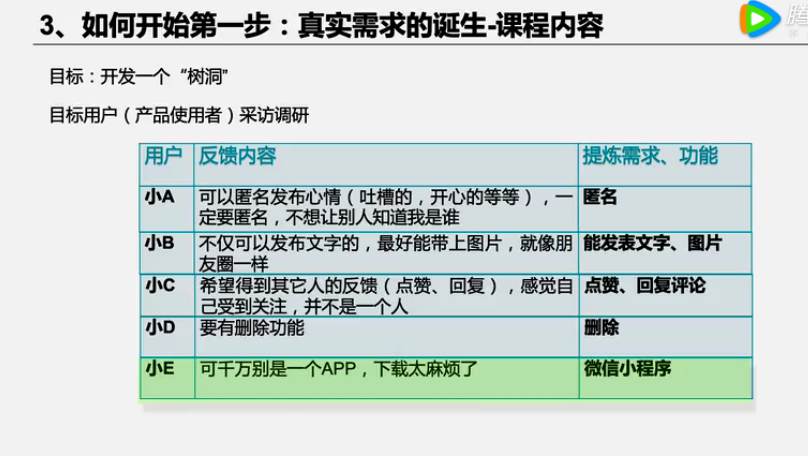 3、如何开始第一步：真实需求的诞生-课程内容
目标：开发一个“树洞”
目标用户（产品使用者）采访调研
用户 反馈内容 提炼需求、功能
小A 可以匿名发布心情（吐槽的，开心的等等），一 匿名
定要匿名，不想让别人知道我是谁
小B 不仅可以发布文字的，最好能带上图片，就像朋 能发表文字、图片
友圈一样
小C 希望得到其它人的反馈（点赞、回复），感觉自 点赞、回复评论
己受到关注，并不是一个人
小D 要有删除功能 删除
小E 可千万别是一个APP，下载太麻烦了 微信小程序